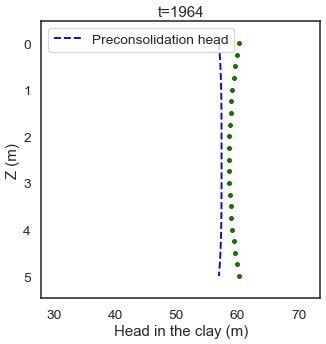 t=1964
Preconsolidation head
0
1
2
3
4
5
Z (m)
30 40 50 60 70
Head in the clay (m)